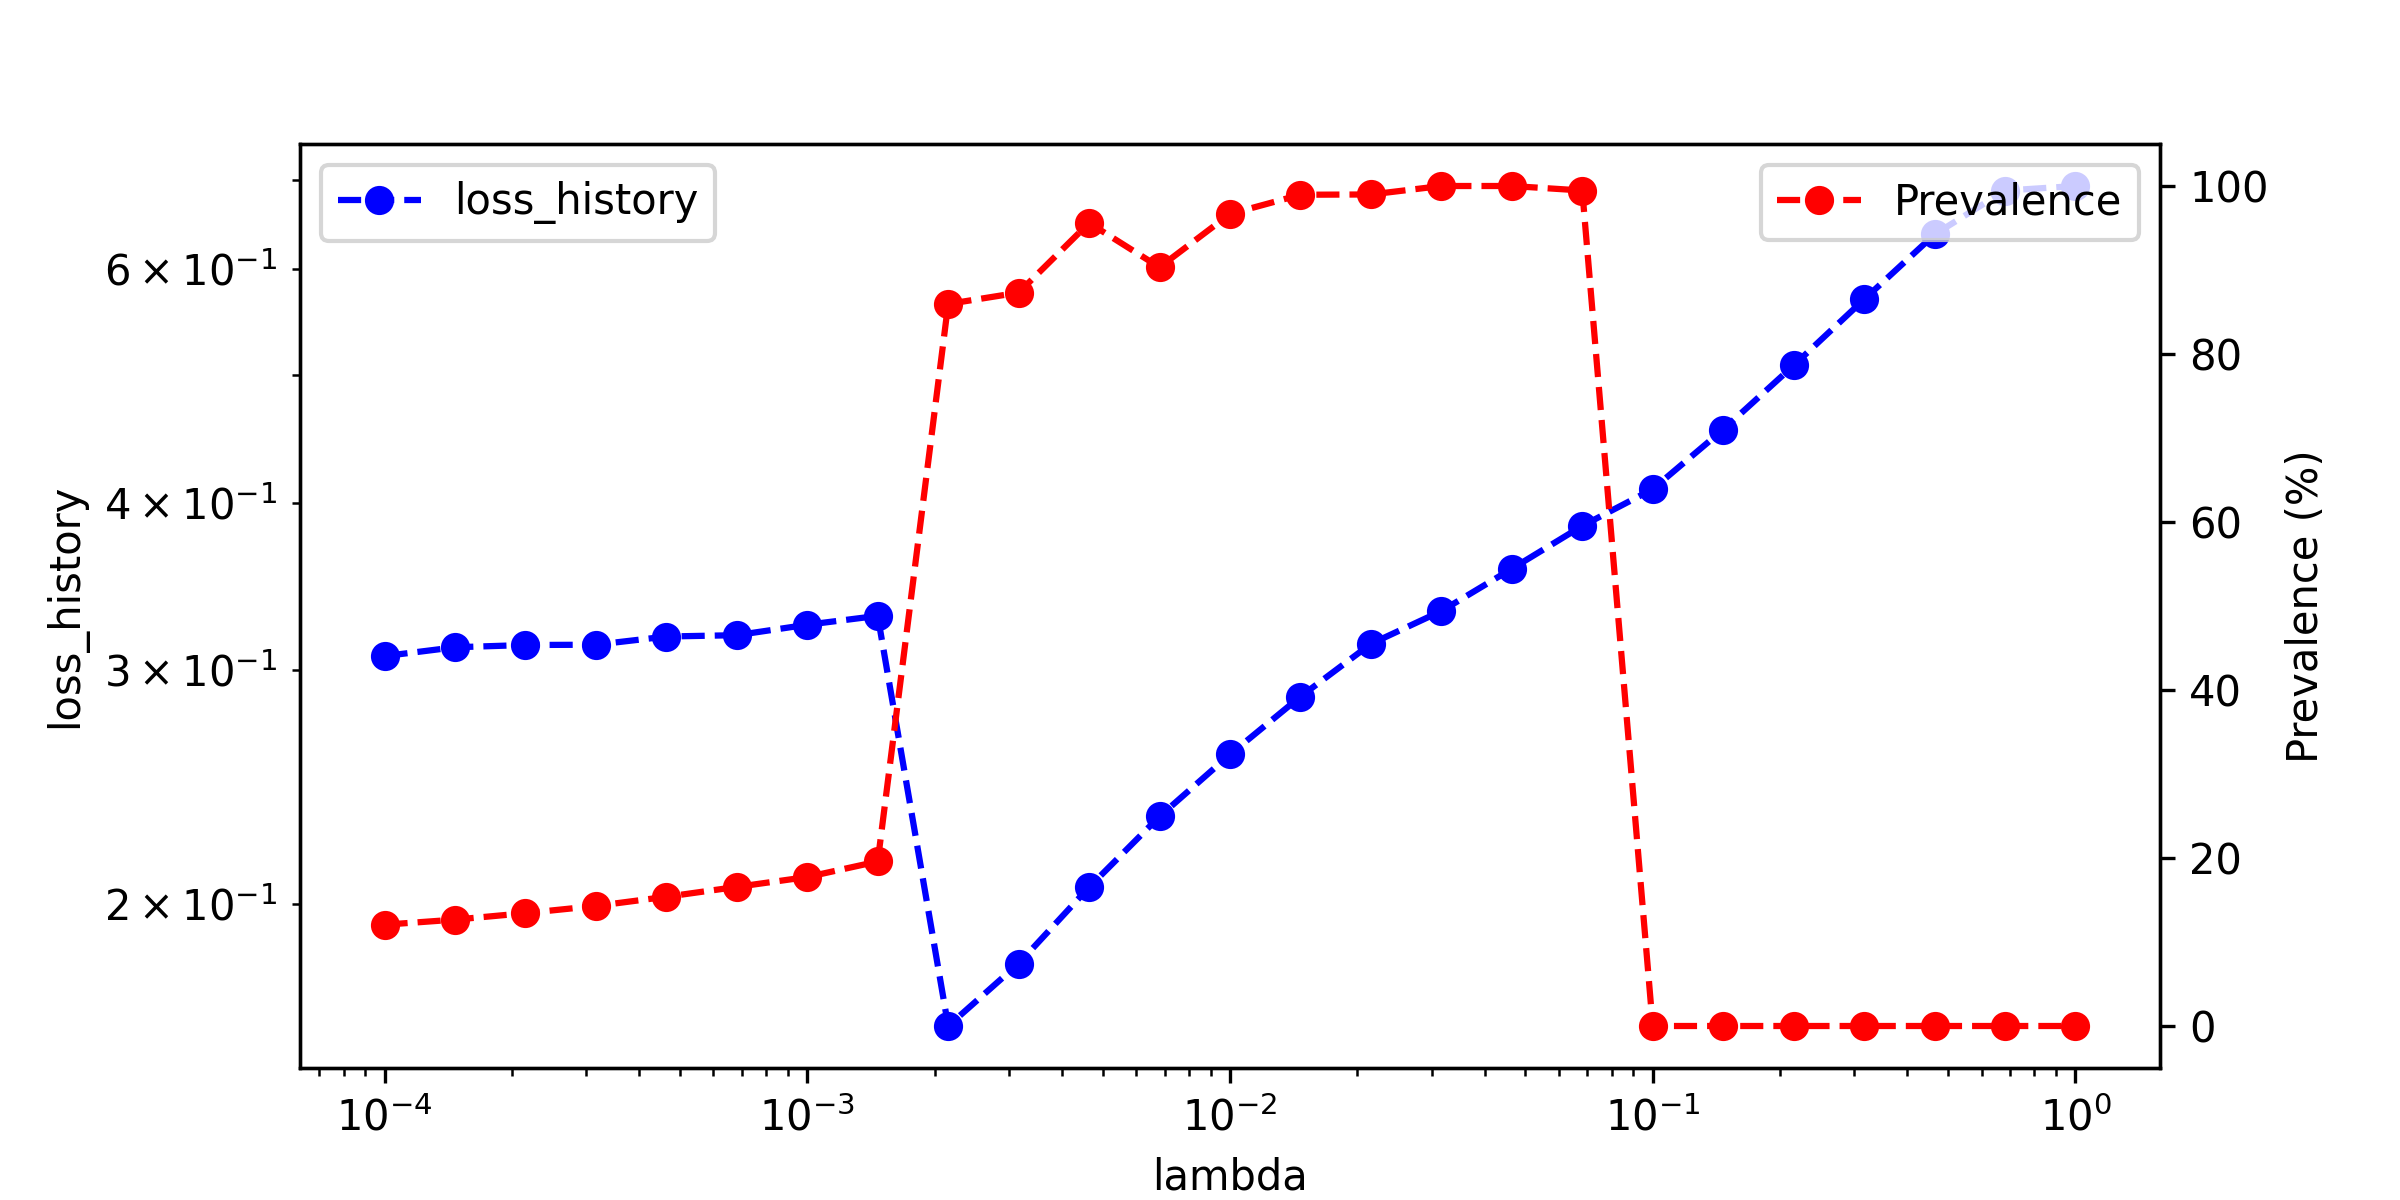 loss_history
Prevalence
6 × 10⁻¹
4 × 10⁻¹
3 × 10⁻¹
2 × 10⁻¹
loss_history
100
80
60
40
20
0
Prevalence (%)
10⁻⁴
10⁻³
10⁻²
10⁻¹
10⁰
lambda